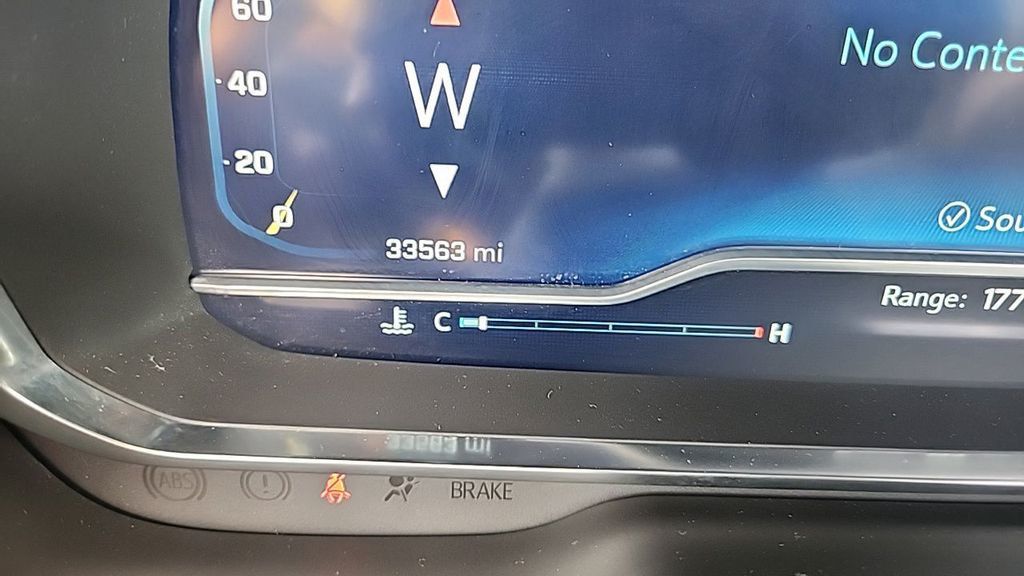 60
No Conte
40
W
20
0
Sou
33563 mi
Range: 177
C H
ABS ! BRAKE